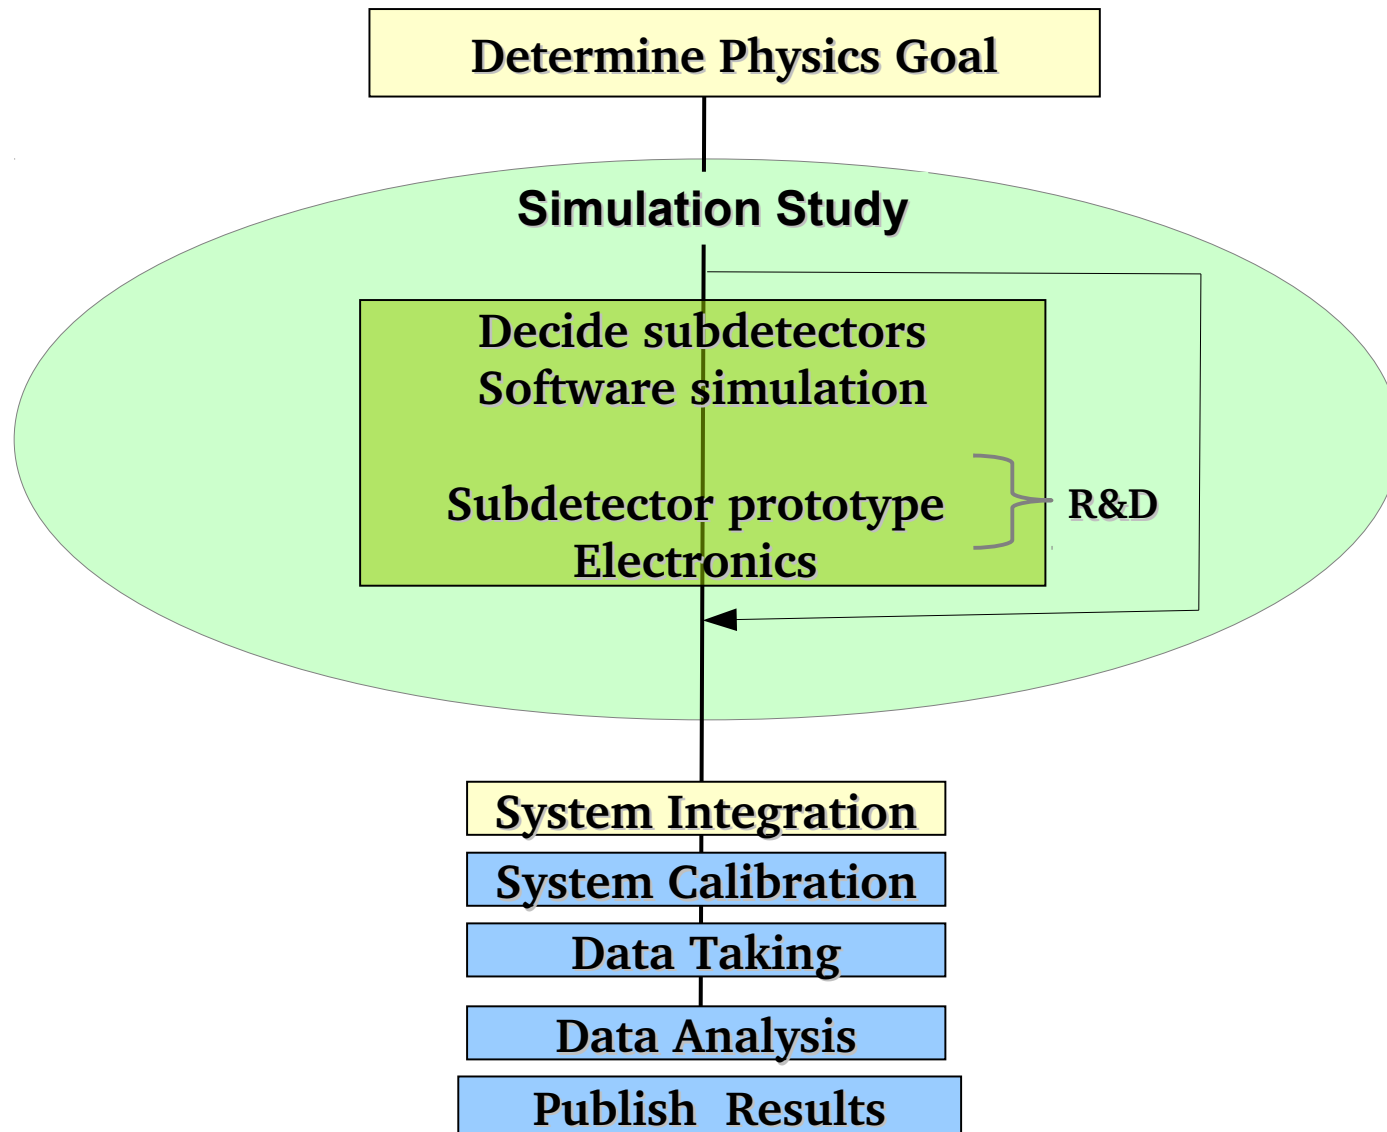 Determine Physics Goal
Simulation Study
Decide subdetectors
Software simulation
Subdetector prototype
R&D
Electronics
System Integration
System Calibration
Data Taking
Data Analysis
Publish  Results